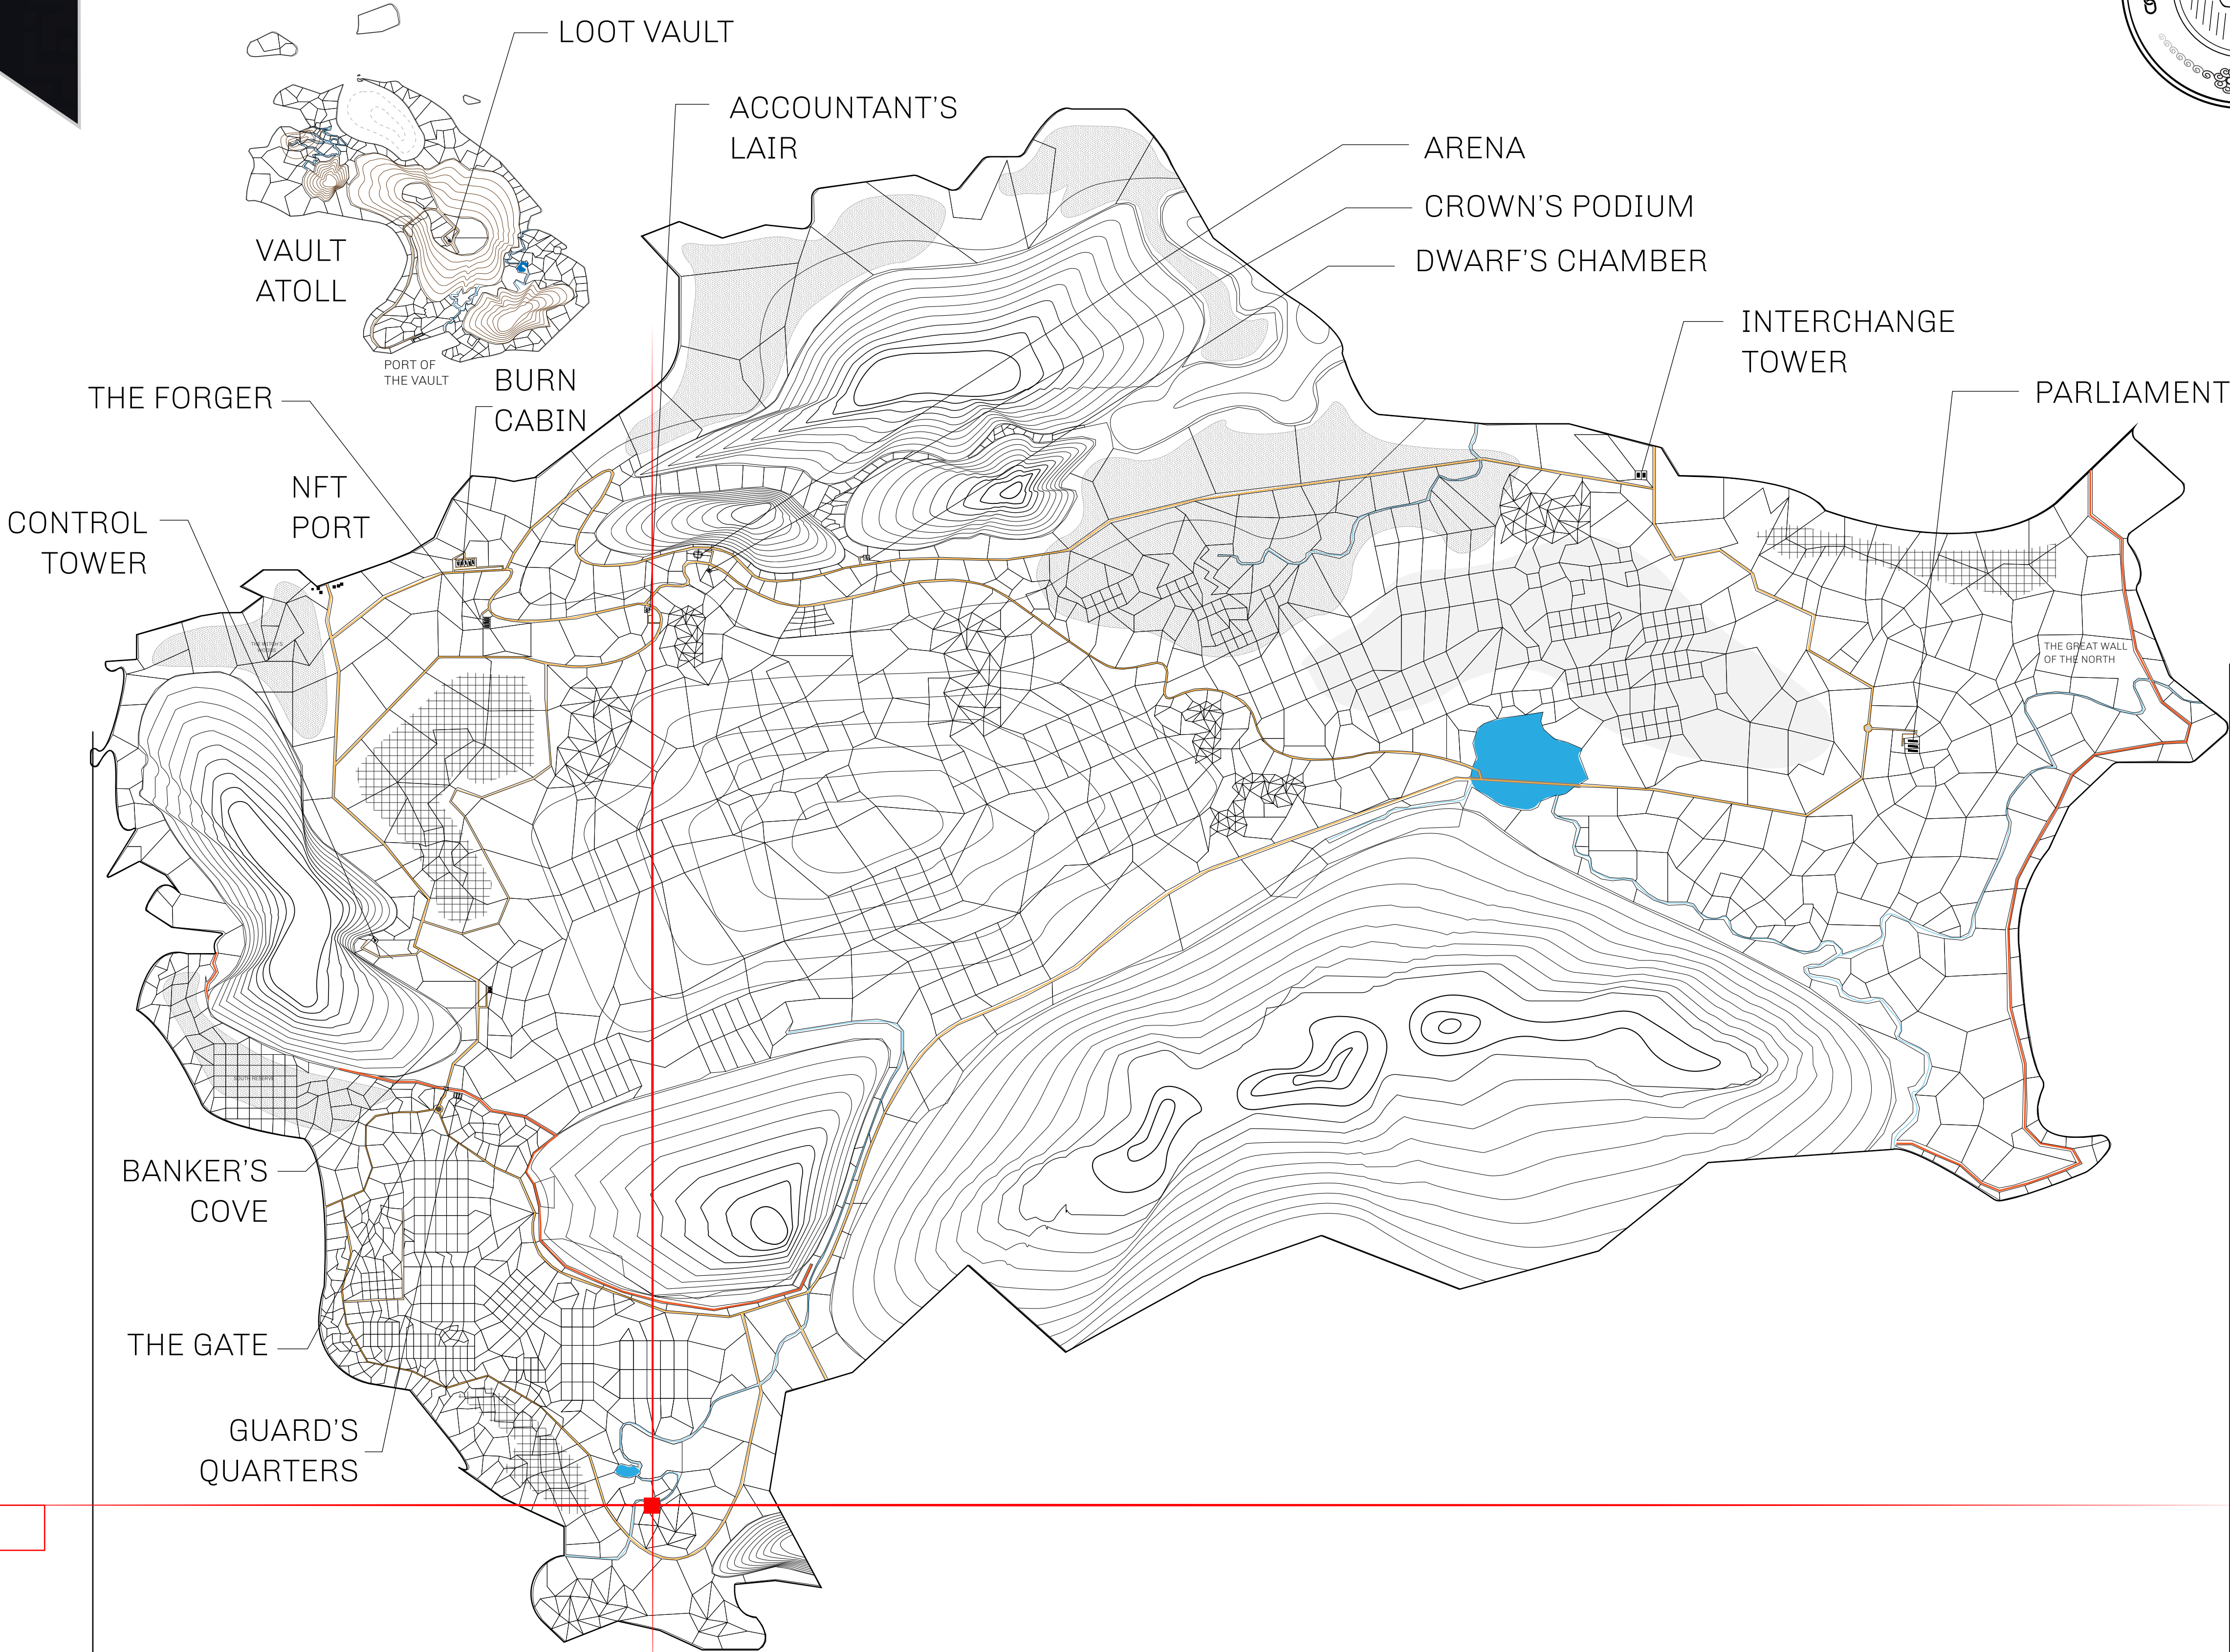 LOOT VAULT
ACCOUNTANT'S
LAIR
ARENA
CROWN'S PODIUM
DWARF'S CHAMBER
VAULT
ATOLL
INTERCHANGE
TOWER
PORT OF
THE VAULT
BURN
CABIN
THE FORGER
PARLIAMENT
NFT
PORT
CONTROL
TOWER
THE GREAT WALL
OF THE NORTH
SOUTH RESERVE
BANKER'S
COVE
THE GATE
GUARD'S
QUARTERS